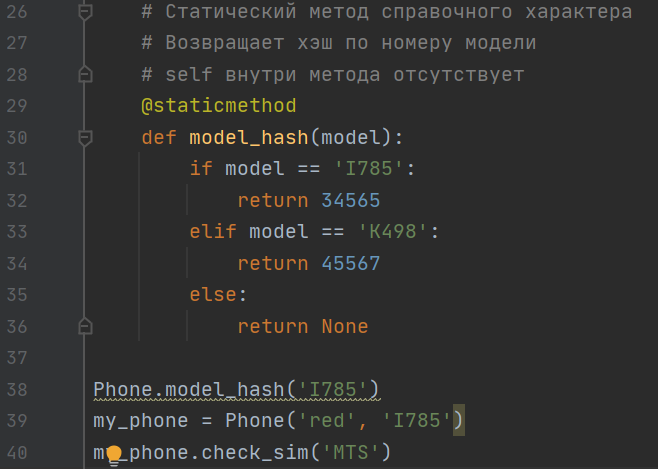 26 # Статический метод справочного характера
27 # Возвращает хэш по номеру модели
28 # self внутри метода отсутствует
29 @staticmethod
30 def model_hash(model):
31 if model == 'I785':
32 return 34565
33 elif model == 'K498':
34 return 45567
35 else:
36 return None
37
38 Phone.model_hash('I785')
39 my_phone = Phone('red', 'I785')
40 my_phone.check_sim('MTS')